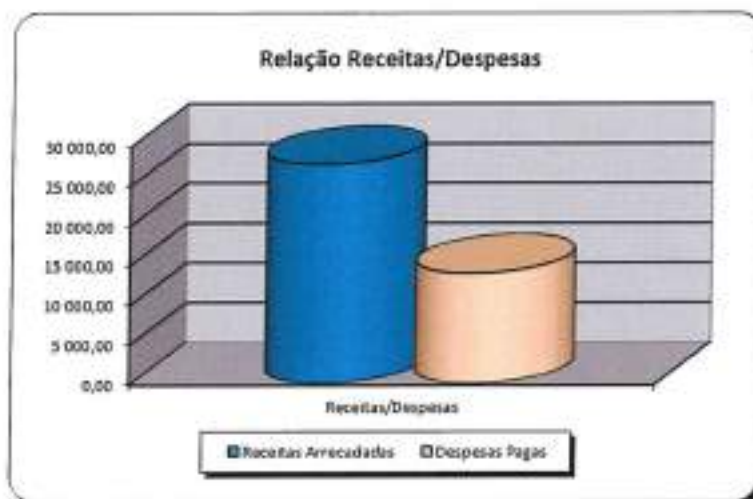 Relação Receitas/Despesas
30 000,00
25 000,00
20 000,00
15 000,00
10 000,00
5 000,00
0,00
Receitas/Despesas
Receitas Arrecadadas Despesas Pagas